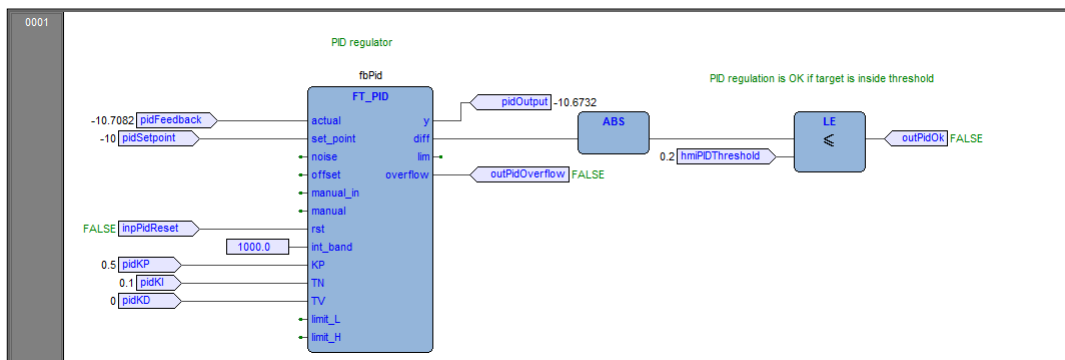 0001
PID regulator
fbPid
PID regulation is OK if target is inside threshold
FT_PID
ABS
LE
≤
-10.7082 pidFeedback
actual
y
pidOutput -10.6732
-10 pidSetpoint
set_point
diff
outPidOk FALSE
noise
lim
0.2 hmiPIDThreshold
offset
overflow
outPidOverflow FALSE
manual_in
manual
FALSE inpPidReset
rst
1000.0
int_band
0.5 pidKP
KP
0.1 pidKI
TN
0 pidKD
TV
limit_L
limit_H